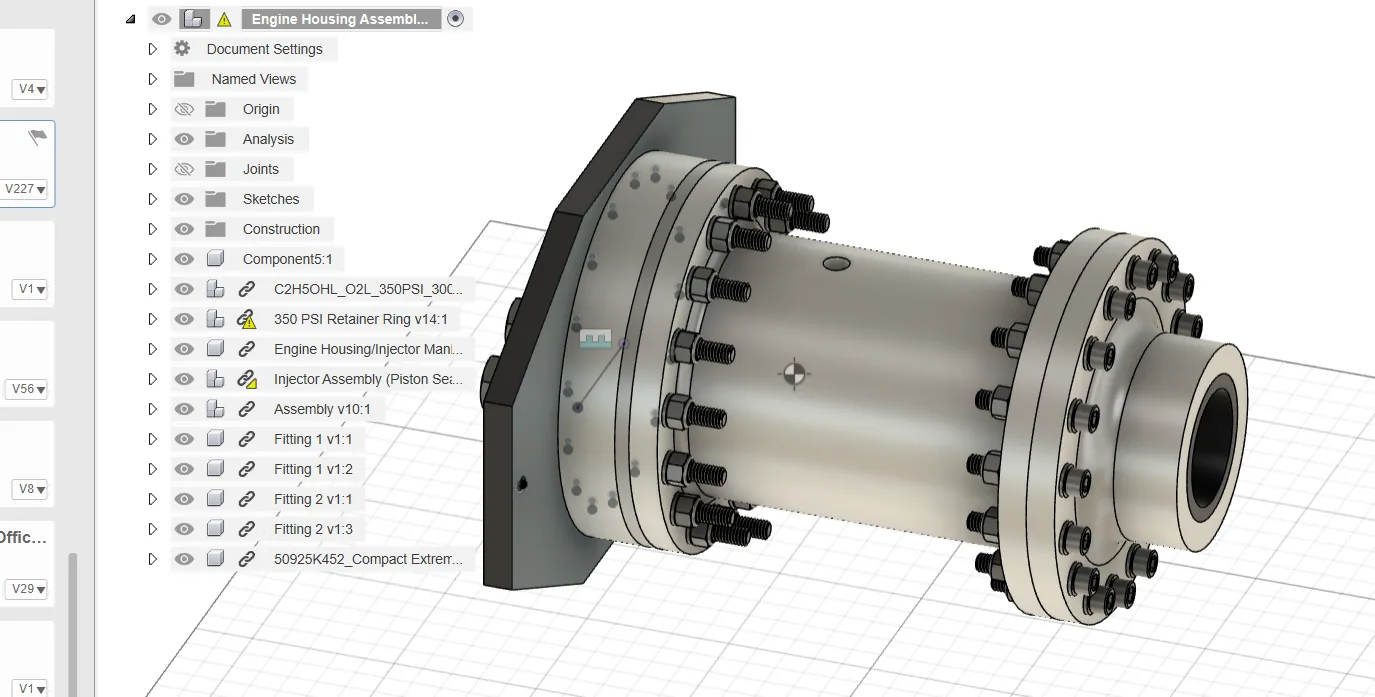 Engine Housing Assembl...
Document Settings
Named Views
V4
Origin
Analysis
Joints
V227
Sketches
Construction
Component5:1
C2H5OHL_O2L_350PSI_300...
V1
350 PSI Retainer Ring v14:1
Engine Housing/Injector Mani...
Injector Assembly (Piston Sea...
V56
Assembly v10:1
Fitting 1 v1:1
Fitting 1 v1:2
V8
Fitting 2 v1:1
Fitting 2 v1:3
Offic...
50925K452_Compact Extrem...
V29
V1